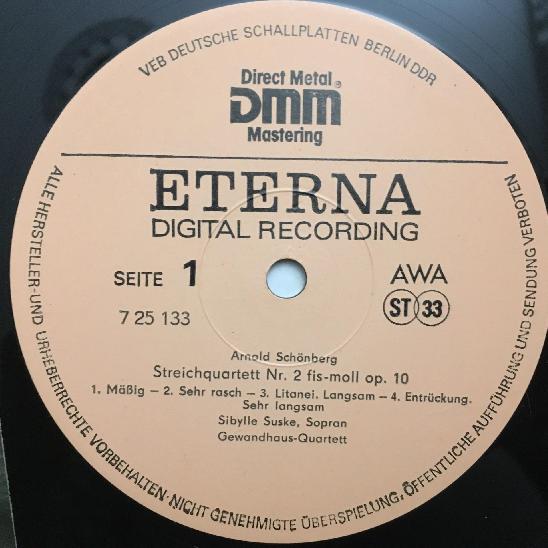 VEB DEUTSCHE SCHALLPLATTEN BERLIN DDR
Direct Metal®
DMM
Mastering
ETERNA
DIGITAL RECORDING
SEITE 1
AWA
7 25 133
ST 33
Arnold Schönberg
Streichquartett Nr. 2 fis-moll op. 10
1. Mäßig – 2. Sehr rasch – 3. Litanei. Langsam – 4. Entrückung.
Sehr langsam
Sibylle Suske, Sopran
Gewandhaus-Quartett
ALLE HERSTELLER-UND URHEBERRECHTE VORBEHALTEN·NICHT GENEHMIGTE ÜBERSPIELUNG, ÖFFENTLICHE AUFFÜHRUNG UND SENDUNG VERBOTEN